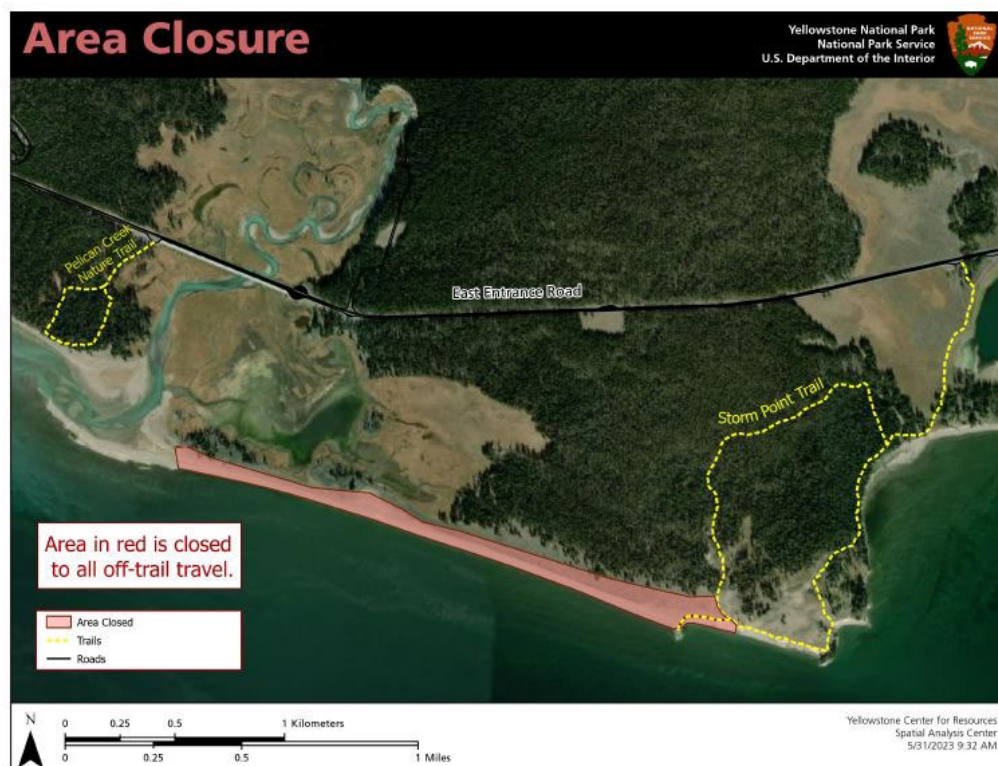 Area Closure
Yellowstone National Park
National Park Service
U.S. Department of the Interior
NATIONAL
PARK
SERVICE
Pelican Creek
Nature Trail
East Entrance Road
Storm Point Trail
Area in red is closed
to all off-trail travel.
Area Closed
Trails
Roads
N
0 0.25 0.5 1 Kilometers
0 0.25 0.5 1 Miles
Yellowstone Center for Resources
Spatial Analysis Center
5/31/2023 9:32 AM